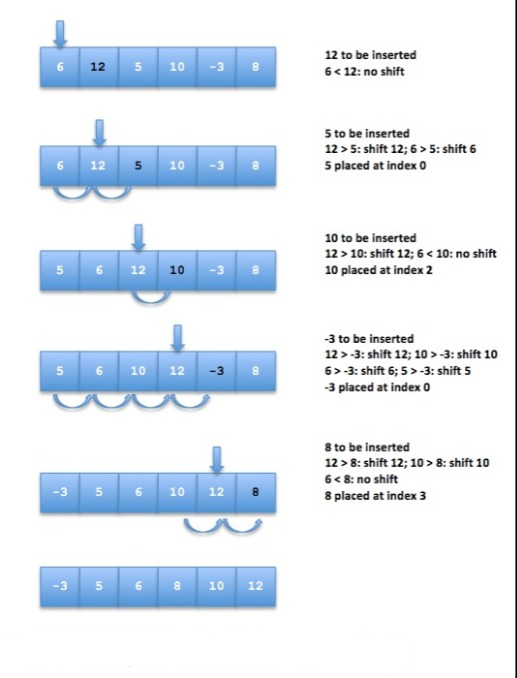 6 12 5 10 -3 8
12 to be inserted
6 < 12: no shift
6 12 5 10 -3 8
5 to be inserted
12 > 5: shift 12; 6 > 5: shift 6
5 placed at index 0
5 6 12 10 -3 8
10 to be inserted
12 > 10: shift 12; 6 < 10: no shift
10 placed at index 2
5 6 10 12 -3 8
-3 to be inserted
12 > -3: shift 12; 10 > -3: shift 10
6 > -3: shift 6; 5 > -3: shift 5
-3 placed at index 0
-3 5 6 10 12 8
8 to be inserted
12 > 8: shift 12; 10 > 8: shift 10
6 < 8: no shift
8 placed at index 3
-3 5 6 8 10 12